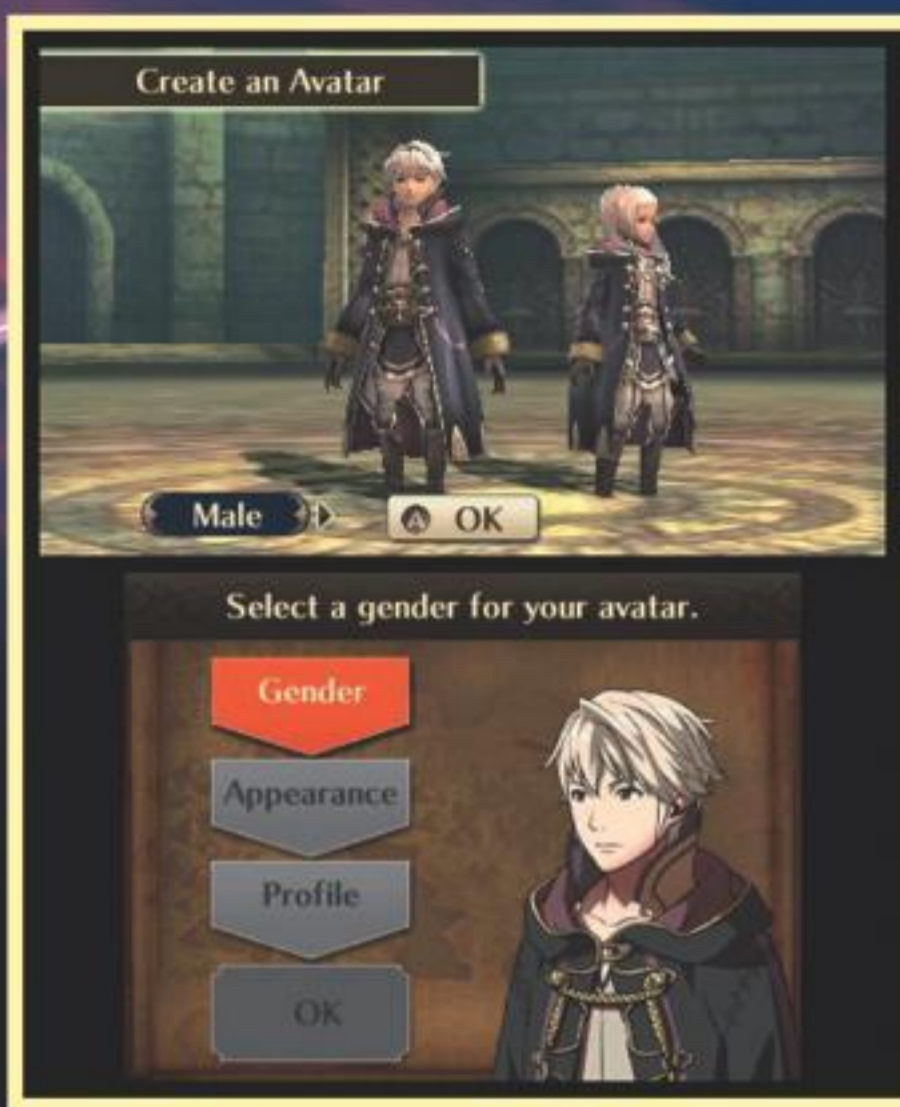 Create an Avatar
Male
A OK
Select a gender for your avatar.
Gender
Appearance
Profile
OK